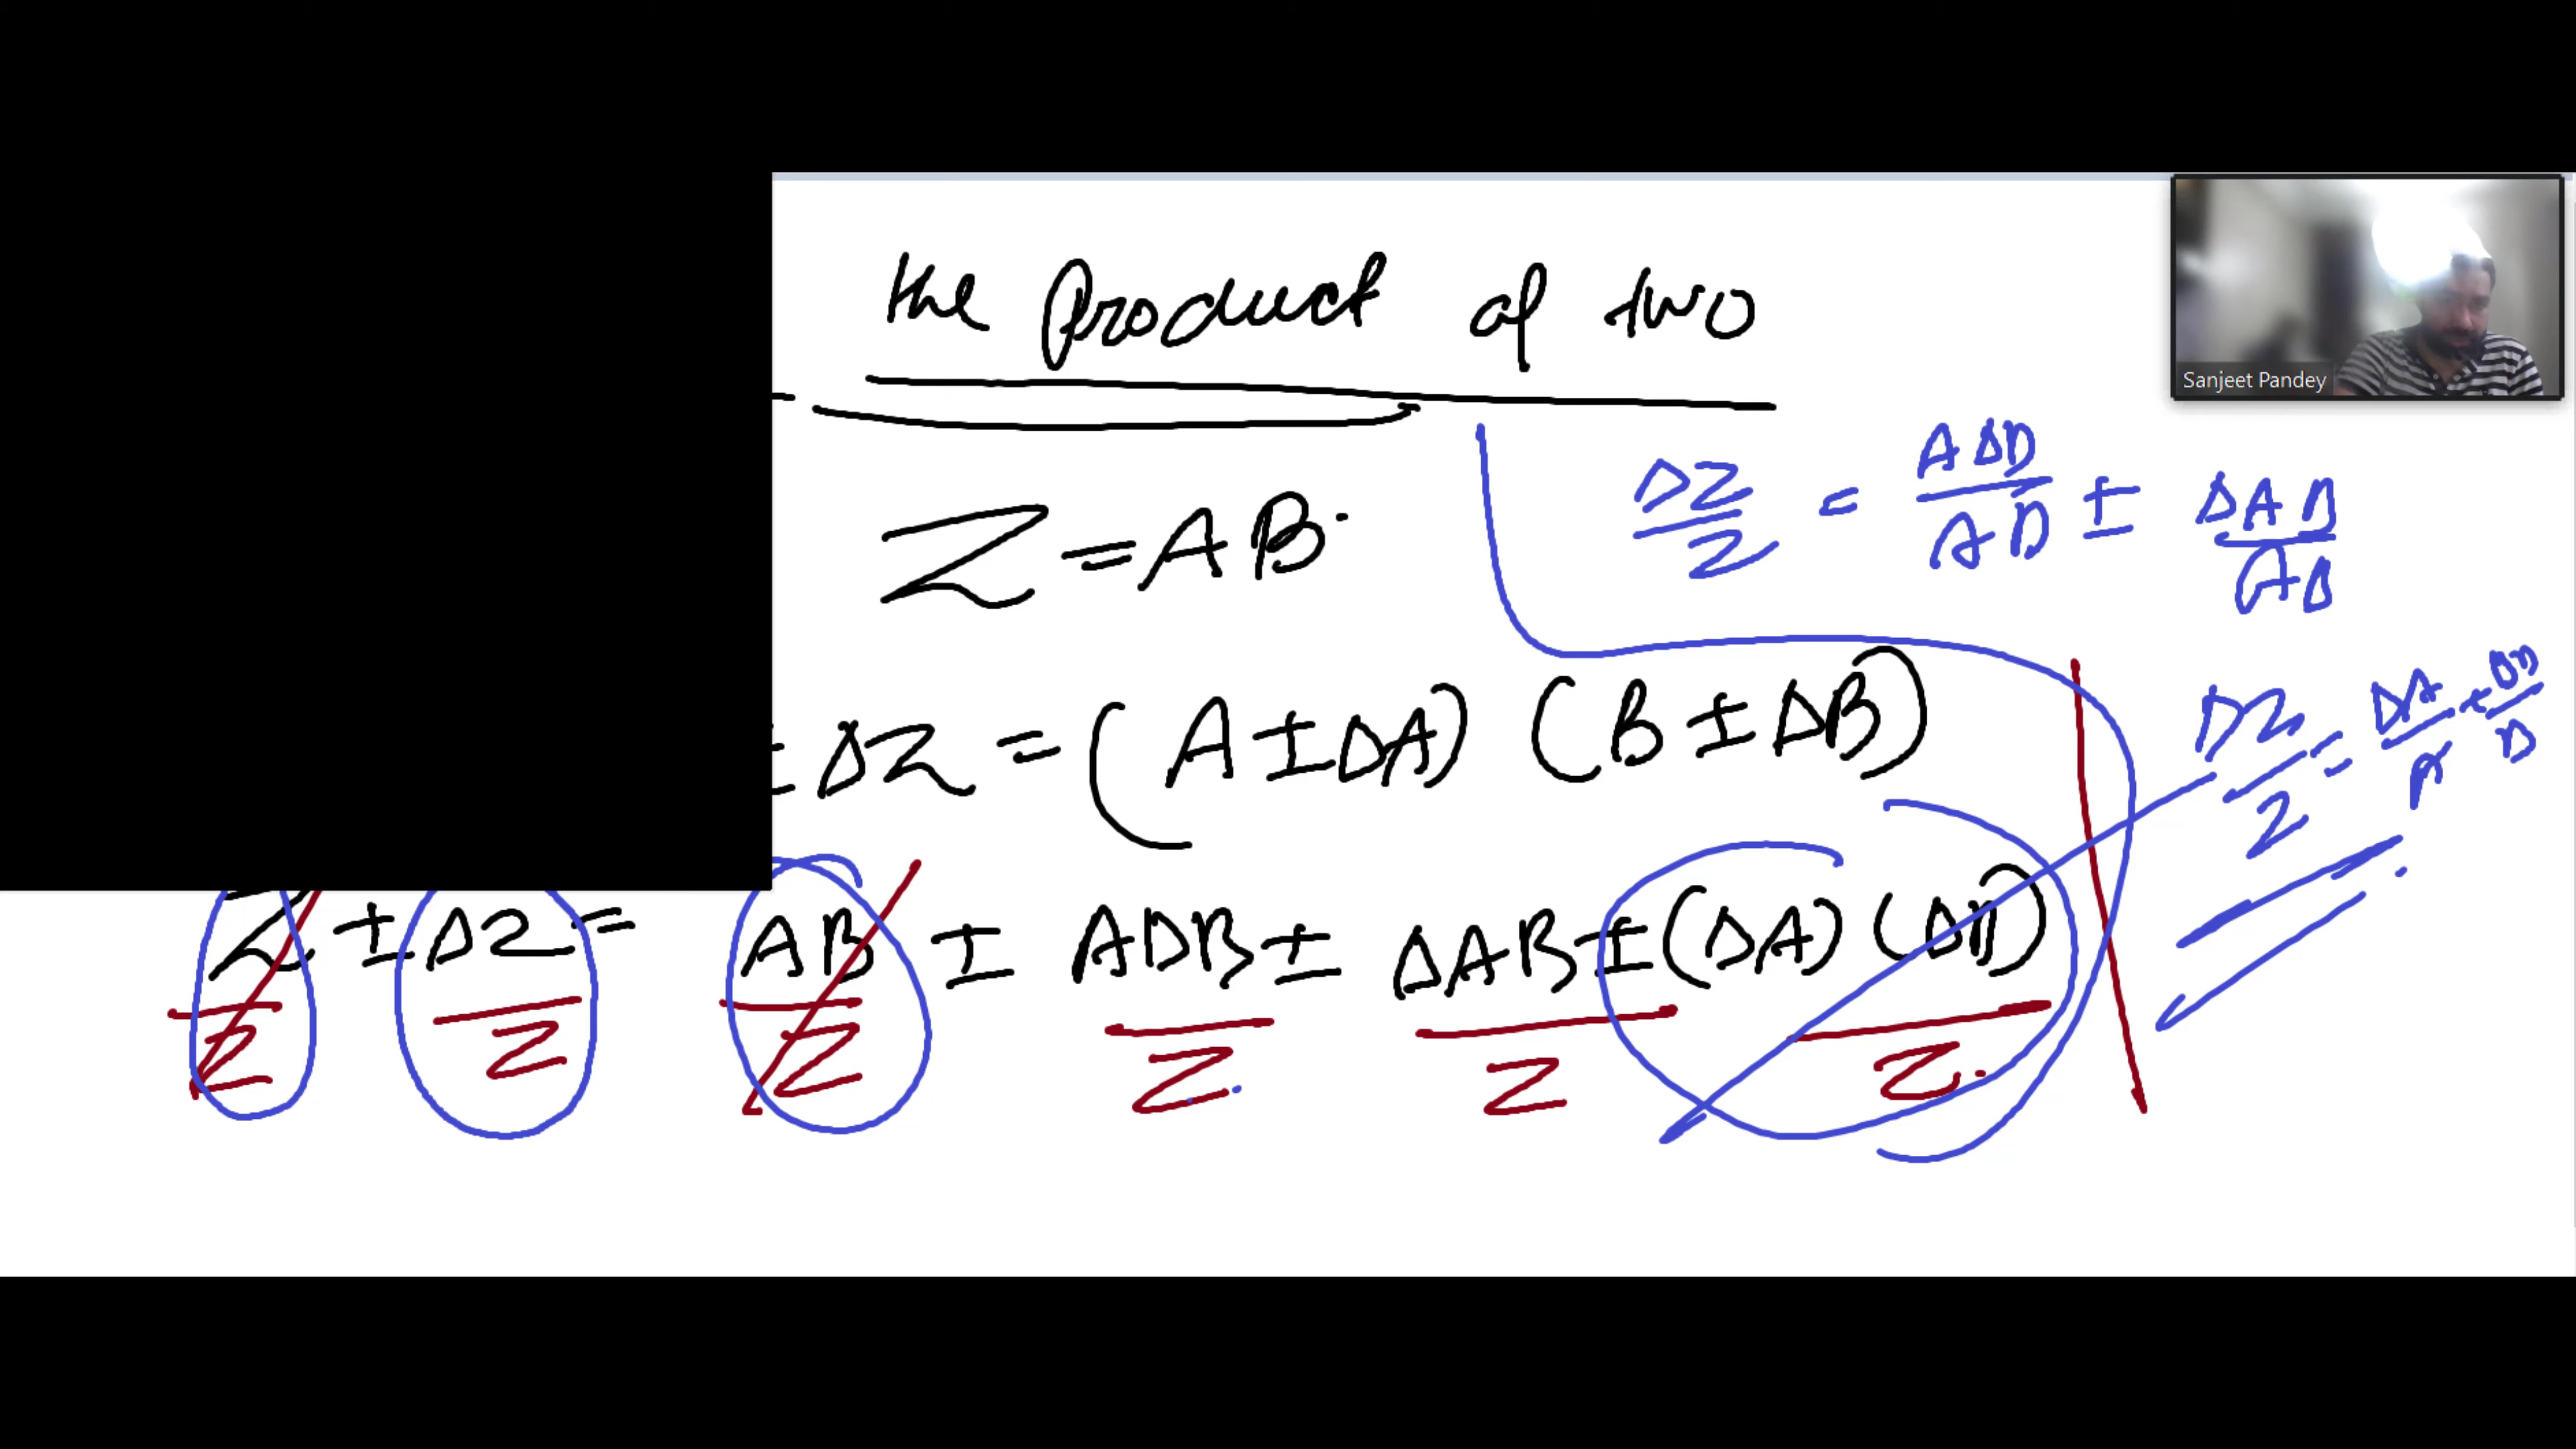 the Product of two
Sanjeet Pandey
Z = AB.
ΔZ/Z = AΔB/AB ± ΔAB/AB
± ΔZ = (A ± ΔA) (B ± ΔB)
ΔZ/Z = ΔA/A + ΔB/B
Z/Z ± ΔZ/Z = AB/Z ± AΔB/Z ± ΔAB/Z ± (ΔA) (ΔB)/Z.